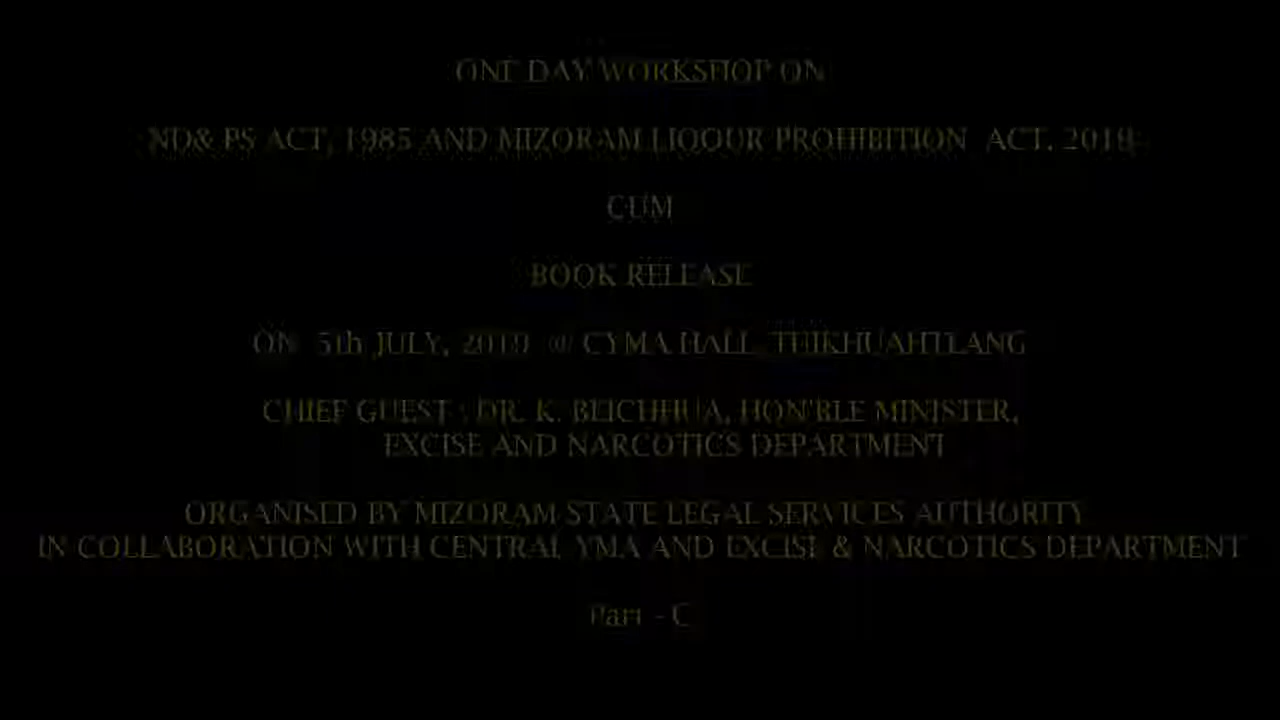 ONE DAY WORKSHOP ON
ND& PS ACT, 1985 AND MIZORAM LIQOUR PROHIBITION ACT, 2018
CUM
BOOK RELEASE
ON 5th JULY, 2019 @ CYMA HALL, THIKHUAHTLANG
CHIEF GUEST : DR. K. BEICHHUA, HON'BLE MINISTER,
EXCISE AND NARCOTICS DEPARTMENT
ORGANISED BY MIZORAM STATE LEGAL SERVICES AUTHORITY
IN COLLABORATION WITH CENTRAL YMA AND EXCISE & NARCOTICS DEPARTMENT
Part - C